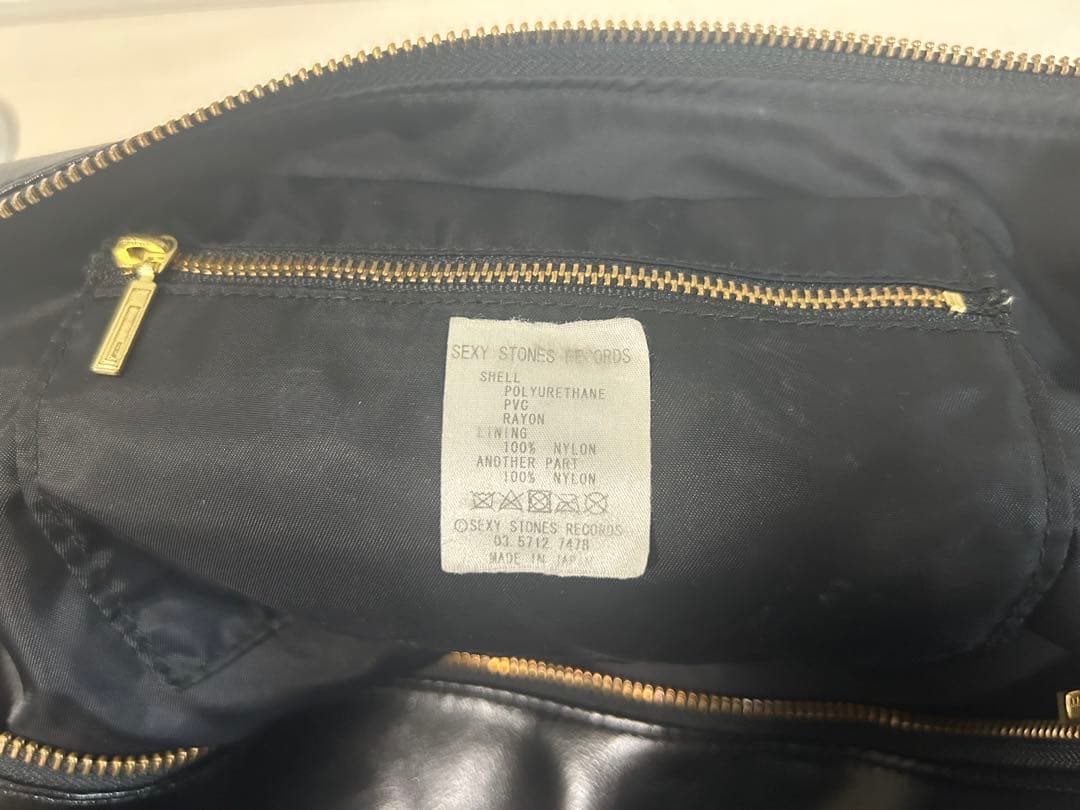 SEXY STONES RECORDS
SHELL
POLYURETHANE
PVC
RAYON
LINING
100% NYLON
ANOTHER PART
100% NYLON
©SEXY STONES RECORDS
03 5712 7478
MADE IN JAPAN